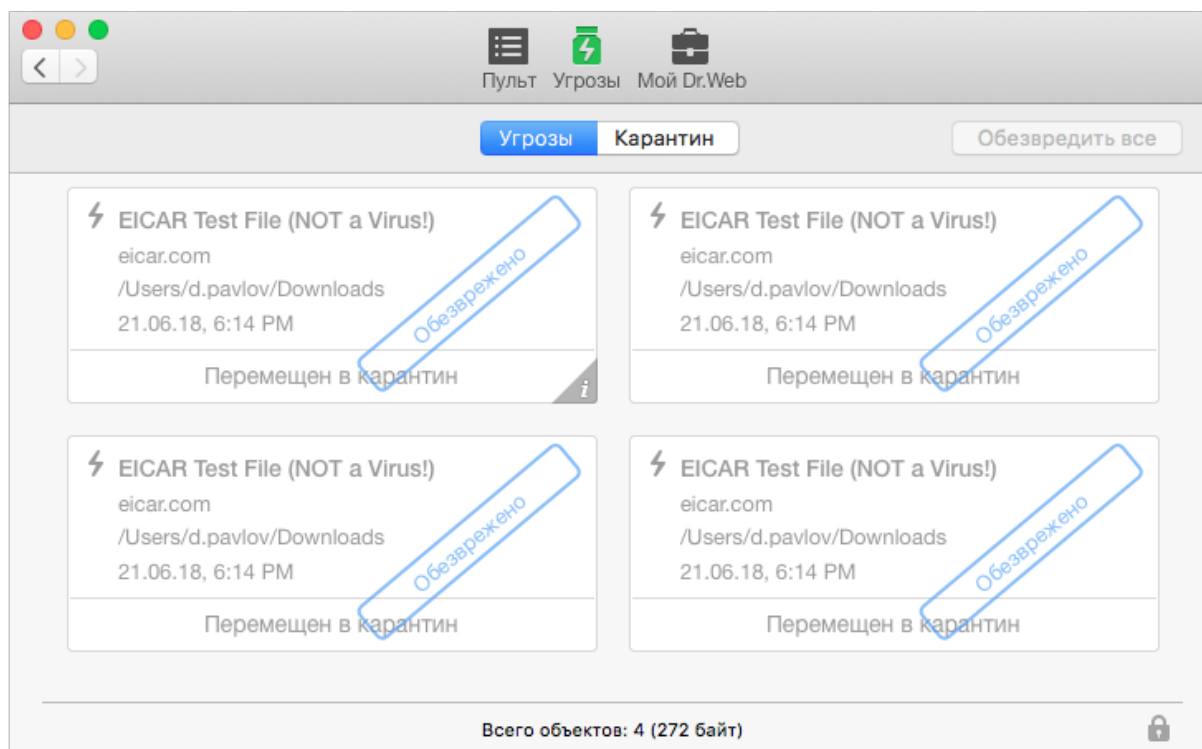 Пульт Угрозы Мой Dr.Web
Угрозы Карантин Обезвредить все
EICAR Test File (NOT a Virus!)
eicar.com
/Users/d.pavlov/Downloads
21.06.18, 6:14 PM
Обезврежено
Перемещен в карантин
EICAR Test File (NOT a Virus!)
eicar.com
/Users/d.pavlov/Downloads
21.06.18, 6:14 PM
Обезврежено
Перемещен в карантин
EICAR Test File (NOT a Virus!)
eicar.com
/Users/d.pavlov/Downloads
21.06.18, 6:14 PM
Обезврежено
Перемещен в карантин
EICAR Test File (NOT a Virus!)
eicar.com
/Users/d.pavlov/Downloads
21.06.18, 6:14 PM
Обезврежено
Перемещен в карантин
Всего объектов: 4 (272 байт)